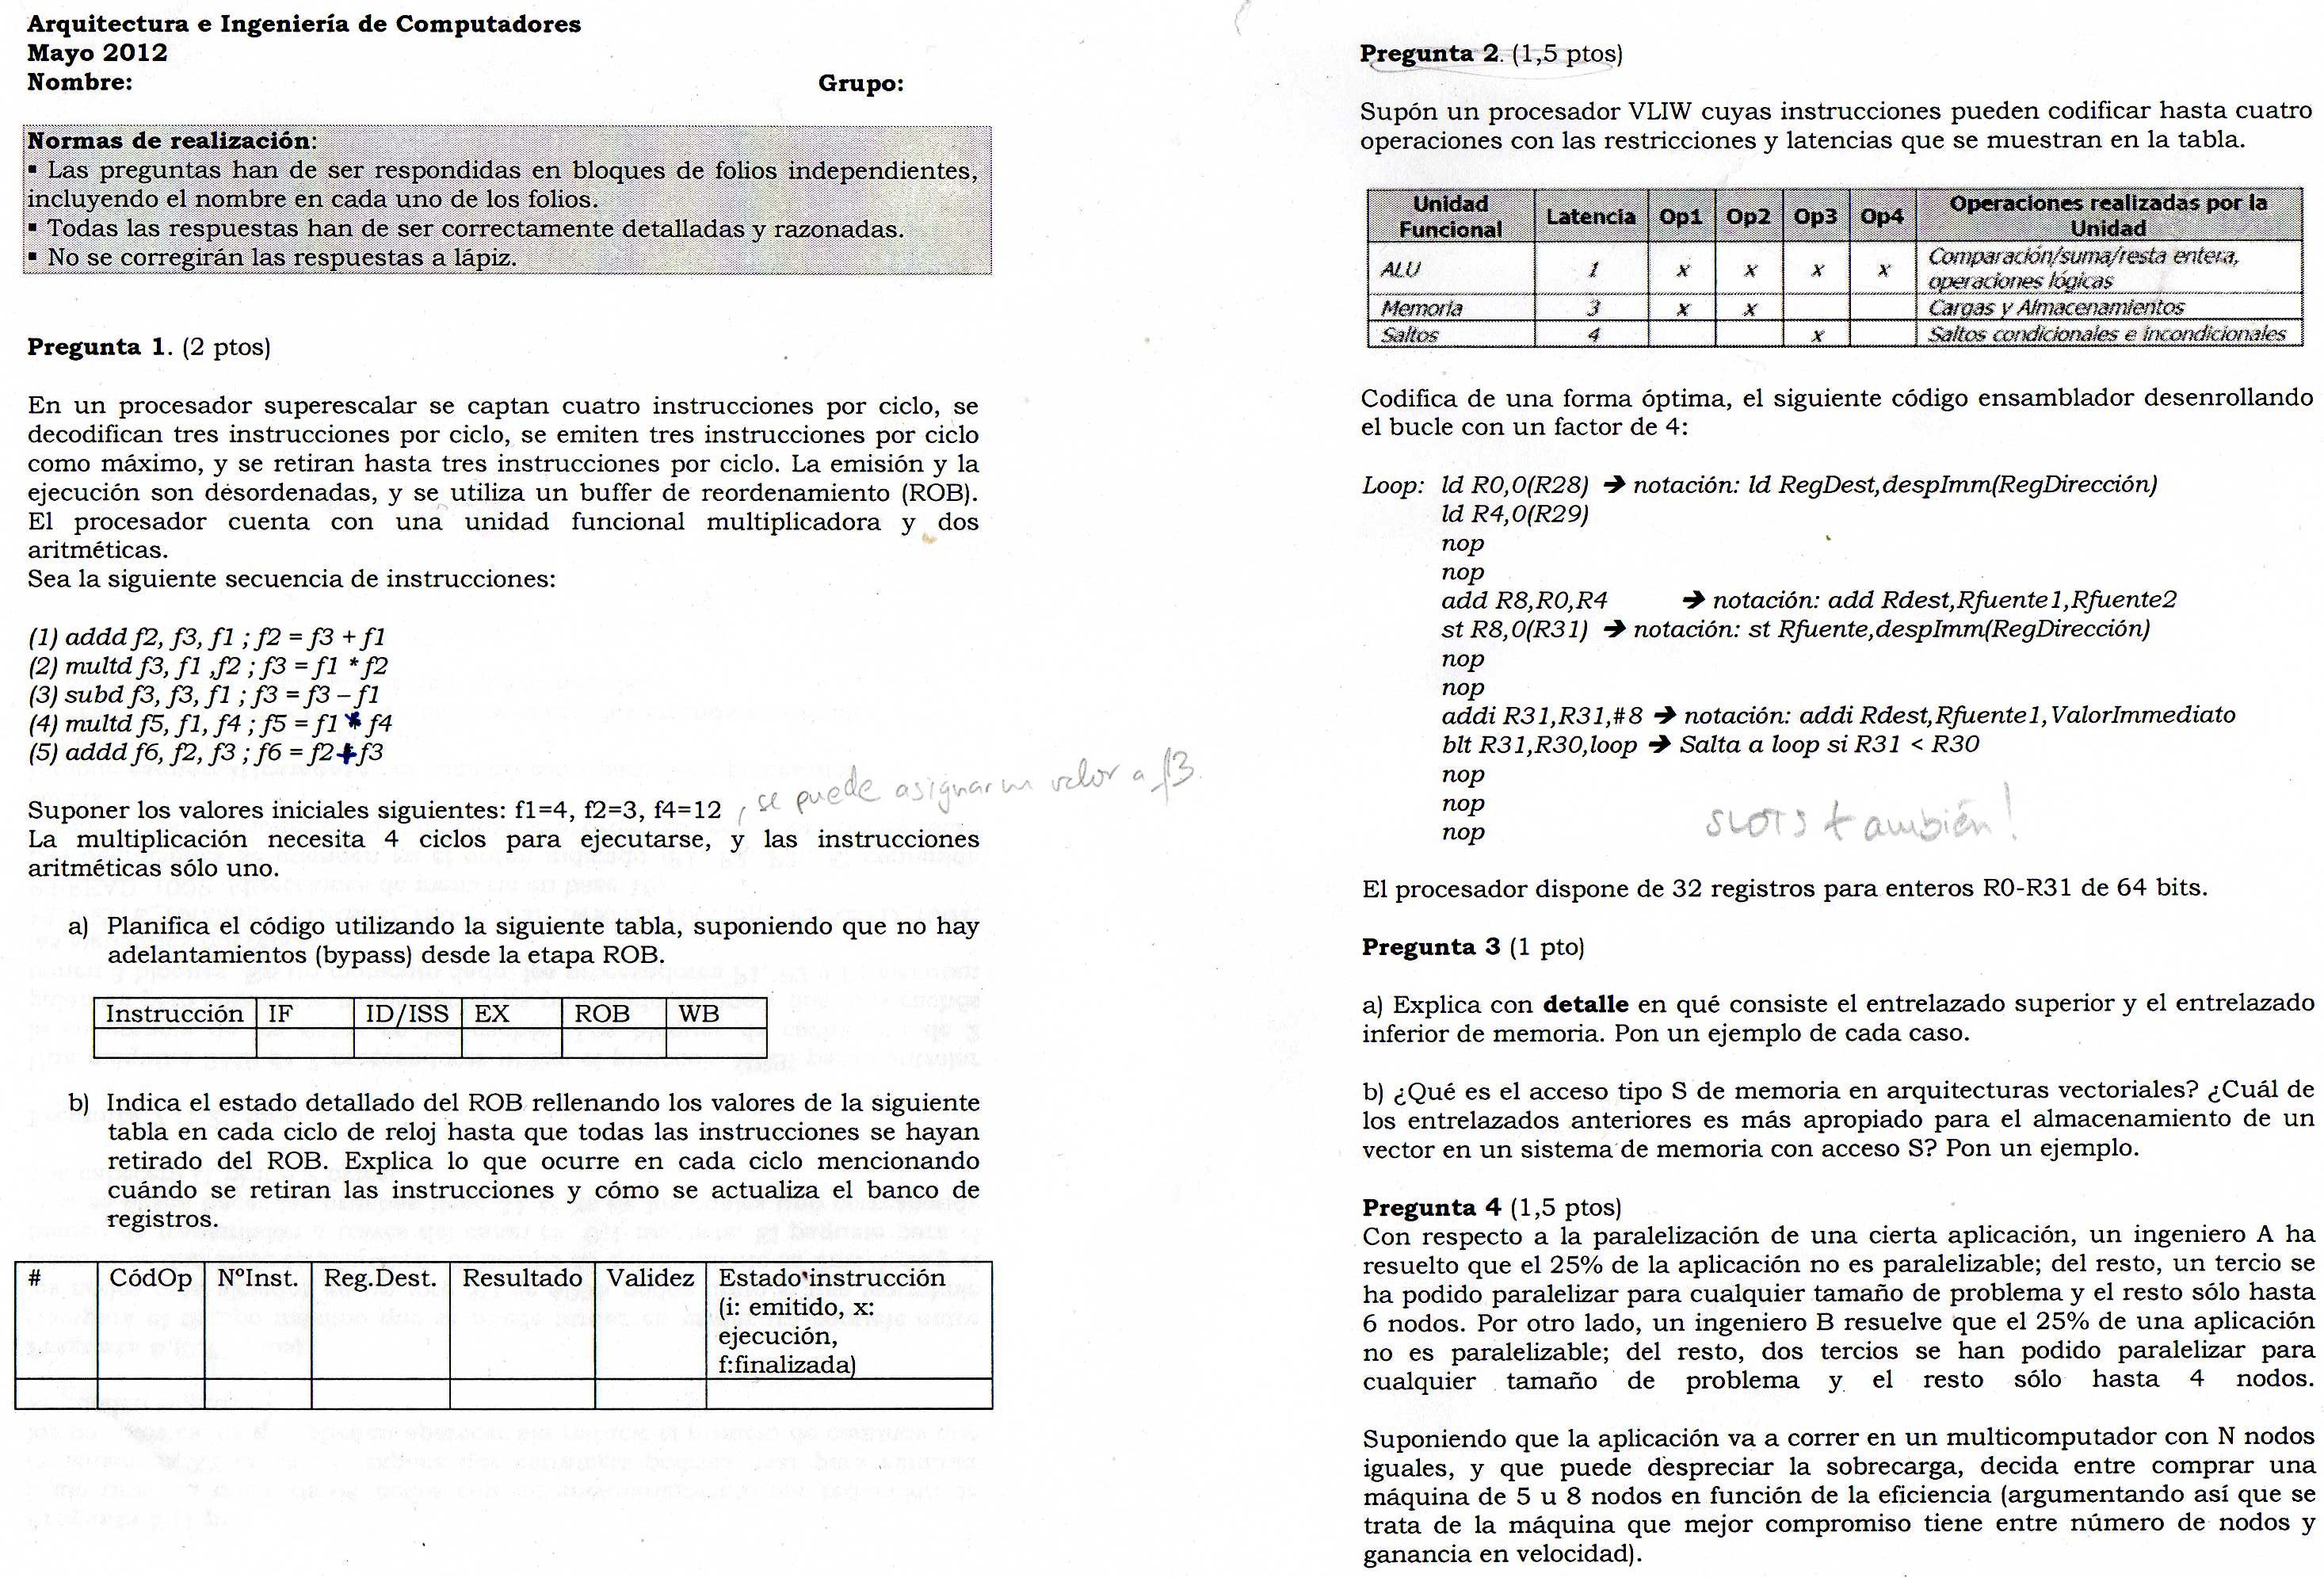 Arquitectura e Ingeniería de Computadores
Mayo 2012
Nombre: Grupo:
Normas de realización:
▪ Las preguntas han de ser respondidas en bloques de folios independientes,
incluyendo el nombre en cada uno de los folios.
▪ Todas las respuestas han de ser correctamente detalladas y razonadas.
▪ No se corregirán las respuestas a lápiz.
Pregunta 1. (2 ptos)
En un procesador superescalar se captan cuatro instrucciones por ciclo, se
decodifican tres instrucciones por ciclo, se emiten tres instrucciones por ciclo
como máximo, y se retiran hasta tres instrucciones por ciclo. La emisión y la
ejecución son desordenadas, y se utiliza un buffer de reordenamiento (ROB).
El procesador cuenta con una unidad funcional multiplicadora y dos
aritméticas.
Sea la siguiente secuencia de instrucciones:
(1) addd f2, f3, f1 ; f2 = f3 + f1
(2) multd f3, f1 ,f2 ; f3 = f1 * f2
(3) subd f3, f3, f1 ; f3 = f3 – f1
(4) multd f5, f1, f4 ; f5 = f1 * f4
(5) addd f6, f2, f3 ; f6 = f2 + f3
Suponer los valores iniciales siguientes: f1=4, f2=3, f4=12 , se puede asignar un valor a f3.
La multiplicación necesita 4 ciclos para ejecutarse, y las instrucciones
aritméticas sólo uno.
a) Planifica el código utilizando la siguiente tabla, suponiendo que no hay
adelantamientos (bypass) desde la etapa ROB.
Instrucción IF ID/ISS EX ROB WB
b) Indica el estado detallado del ROB rellenando los valores de la siguiente
tabla en cada ciclo de reloj hasta que todas las instrucciones se hayan
retirado del ROB. Explica lo que ocurre en cada ciclo mencionando
cuándo se retiran las instrucciones y cómo se actualiza el banco de
registros.
# CódOp NºInst. Reg.Dest. Resultado Validez Estado instrucción
(i: emitido, x:
ejecución,
f:finalizada)
Pregunta 2. (1,5 ptos)
Supón un procesador VLIW cuyas instrucciones pueden codificar hasta cuatro
operaciones con las restricciones y latencias que se muestran en la tabla.
Unidad Funcional Latencia Op1 Op2 Op3 Op4 Operaciones realizadas por la Unidad
ALU 1 x x x x Comparación/suma/resta entera,
operaciones lógicas
Memoria 3 x x Cargas y Almacenamientos
Saltos 4 x Saltos condicionales e incondicionales
Codifica de una forma óptima, el siguiente código ensamblador desenrollando
el bucle con un factor de 4:
Loop: ld R0,0(R28) ➔ notación: ld RegDest,despImm(RegDirección)
ld R4,0(R29)
nop
nop
add R8,R0,R4 ➔ notación: add Rdest,Rfuente1,Rfuente2
st R8,0(R31) ➔ notación: st Rfuente,despImm(RegDirección)
nop
nop
addi R31,R31,#8 ➔ notación: addi Rdest,Rfuente1,ValorImmediato
blt R31,R30,loop ➔ Salta a loop si R31 < R30
nop
nop
nop
SLOTS también!
El procesador dispone de 32 registros para enteros R0-R31 de 64 bits.
Pregunta 3 (1 pto)
a) Explica con detalle en qué consiste el entrelazado superior y el entrelazado
inferior de memoria. Pon un ejemplo de cada caso.
b) ¿Qué es el acceso tipo S de memoria en arquitecturas vectoriales? ¿Cuál de
los entrelazados anteriores es más apropiado para el almacenamiento de un
vector en un sistema de memoria con acceso S? Pon un ejemplo.
Pregunta 4 (1,5 ptos)
Con respecto a la paralelización de una cierta aplicación, un ingeniero A ha
resuelto que el 25% de la aplicación no es paralelizable; del resto, un tercio se
ha podido paralelizar para cualquier tamaño de problema y el resto sólo hasta
6 nodos. Por otro lado, un ingeniero B resuelve que el 25% de una aplicación
no es paralelizable; del resto, dos tercios se han podido paralelizar para
cualquier tamaño de problema y el resto sólo hasta 4 nodos.
Suponiendo que la aplicación va a correr en un multicomputador con N nodos
iguales, y que puede despreciar la sobrecarga, decida entre comprar una
máquina de 5 u 8 nodos en función de la eficiencia (argumentando así que se
trata de la máquina que mejor compromiso tiene entre número de nodos y
ganancia en velocidad).